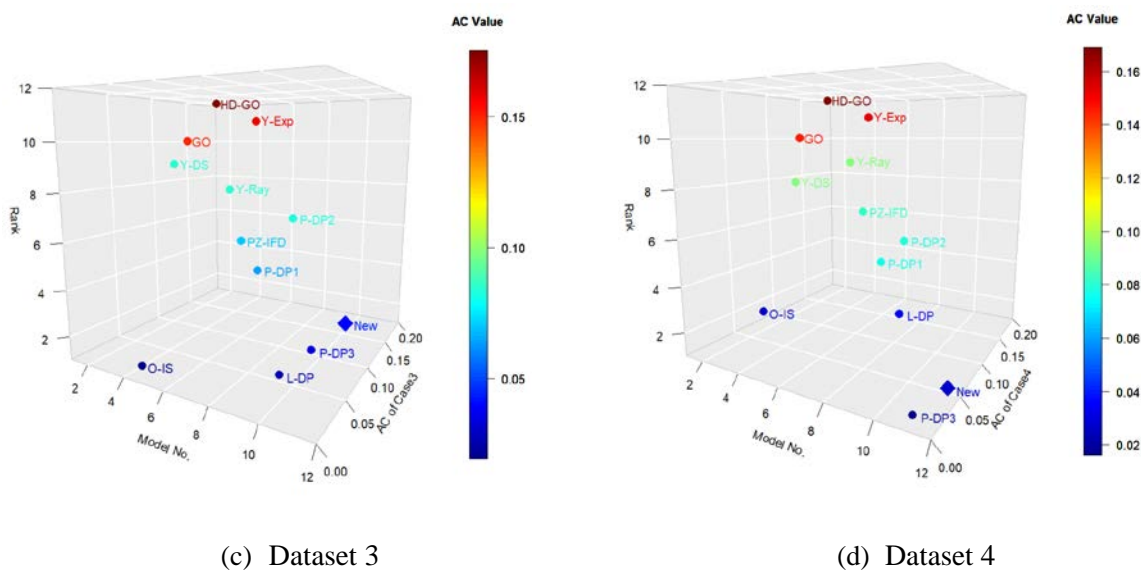 AC Value
0.15
0.10
0.05
12
10
8
6
4
2
Rank
HD-GO
Y-Exp
GO
Y-DS
Y-Ray
P-DP2
PZ-IFD
P-DP1
New
P-DP3
O-IS
L-DP
2
4
6
8
10
12
Model No.
0.00
0.05
0.10
0.15
0.20
AC of Case3
(c) Dataset 3
AC Value
0.16
0.14
0.12
0.10
0.08
0.06
0.04
0.02
12
10
8
6
4
2
Rank
HD-GO
Y-Exp
GO
Y-Ray
Y-DS
PZ-IFD
P-DP2
P-DP1
O-IS
L-DP
New
P-DP3
2
4
6
8
10
12
Model No.
0.00
0.05
0.10
0.15
0.20
AC of Case4
(d) Dataset 4